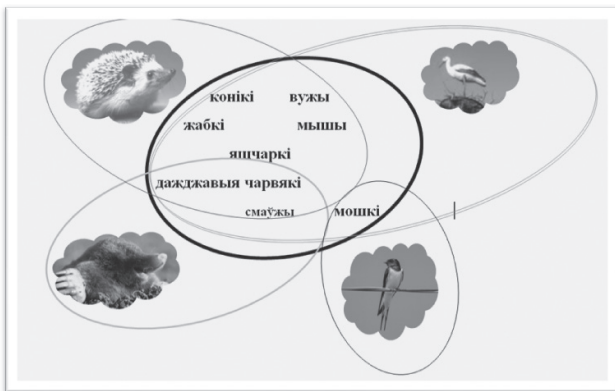 конікі вужы
жабкі мышы
яшчаркі
дажджавыя чарвякі
смаўжы мошкі